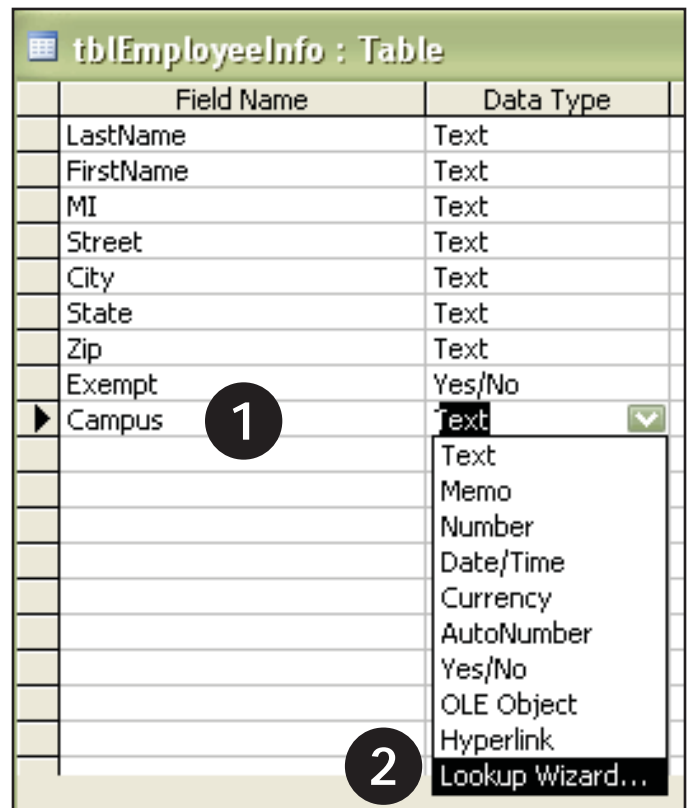 tblEmployeeInfo : Table
Field Name Data Type
LastName Text
FirstName Text
MI Text
Street Text
City Text
State Text
Zip Text
Exempt Yes/No
Campus 1 Text
Text
Memo
Number
Date/Time
Currency
AutoNumber
Yes/No
OLE Object
Hyperlink
2 Lookup Wizard...